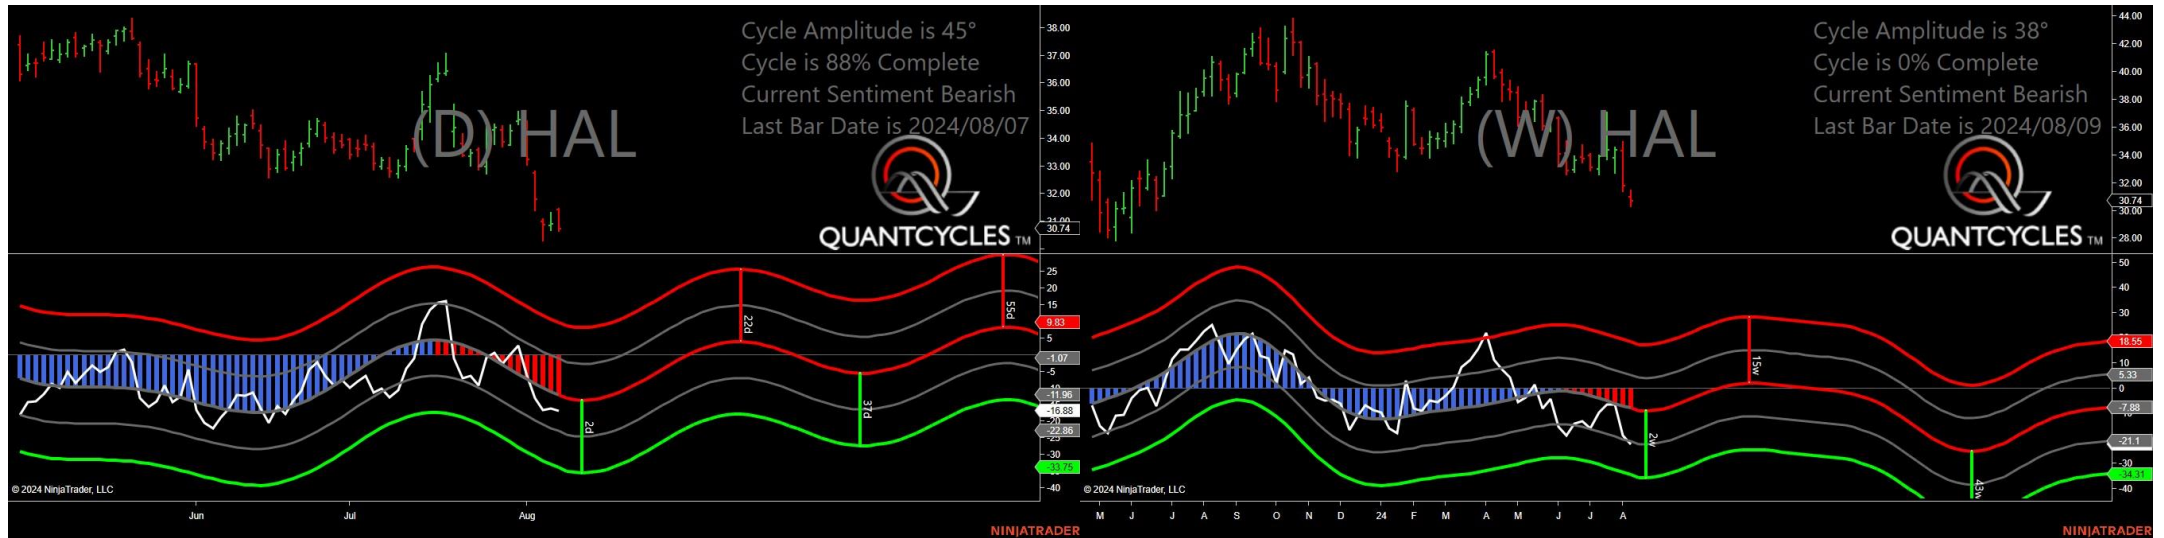 Cycle Amplitude is 45°
Cycle is 88% Complete
Current Sentiment Bearish
Last Bar Date is 2024/08/07
(D) HAL
QUANTCYCLES TM
38.00
37.00
36.00
35.00
34.00
33.00
32.00
31.00
30.74
25
20
15
9.83
5
-1.07
-5
-11.96
-16.88
-22.86
-25
-30
-33.75
-40
2d
22d
37d
55d
© 2024 NinjaTrader, LLC
Jun Jul Aug
NINJATRADER
Cycle Amplitude is 38°
Cycle is 0% Complete
Current Sentiment Bearish
Last Bar Date is 2024/08/09
(W) HAL
QUANTCYCLES TM
44.00
42.00
40.00
38.00
36.00
34.00
32.00
30.74
30.00
28.00
50
40
30
18.55
10
5.33
0
-7.88
-21.1
-30
-34.31
-40
2w
15w
43w
© 2024 NinjaTrader, LLC
M J J A S O N D 24 F M A M J J A
NINJATRADER